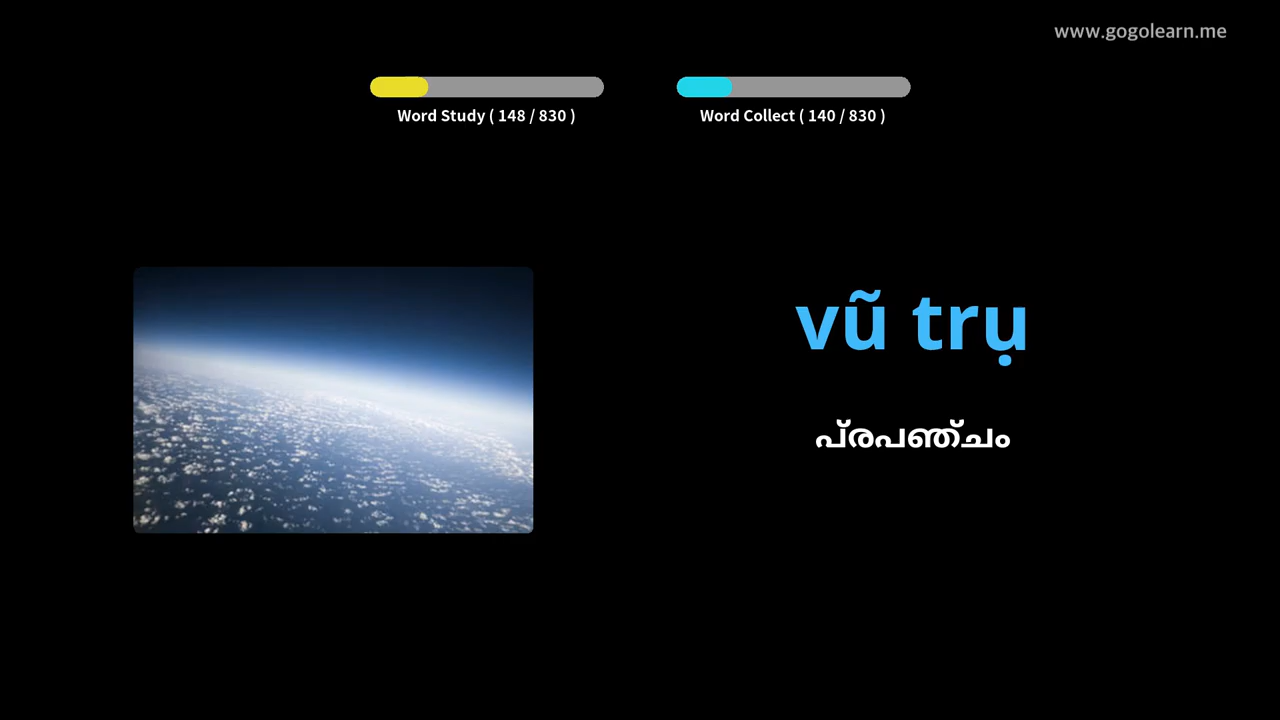 www.gogolearn.me
Word Study ( 148 / 830 )
Word Collect ( 140 / 830 )
vũ trụ
പ്രപഞ്ചം